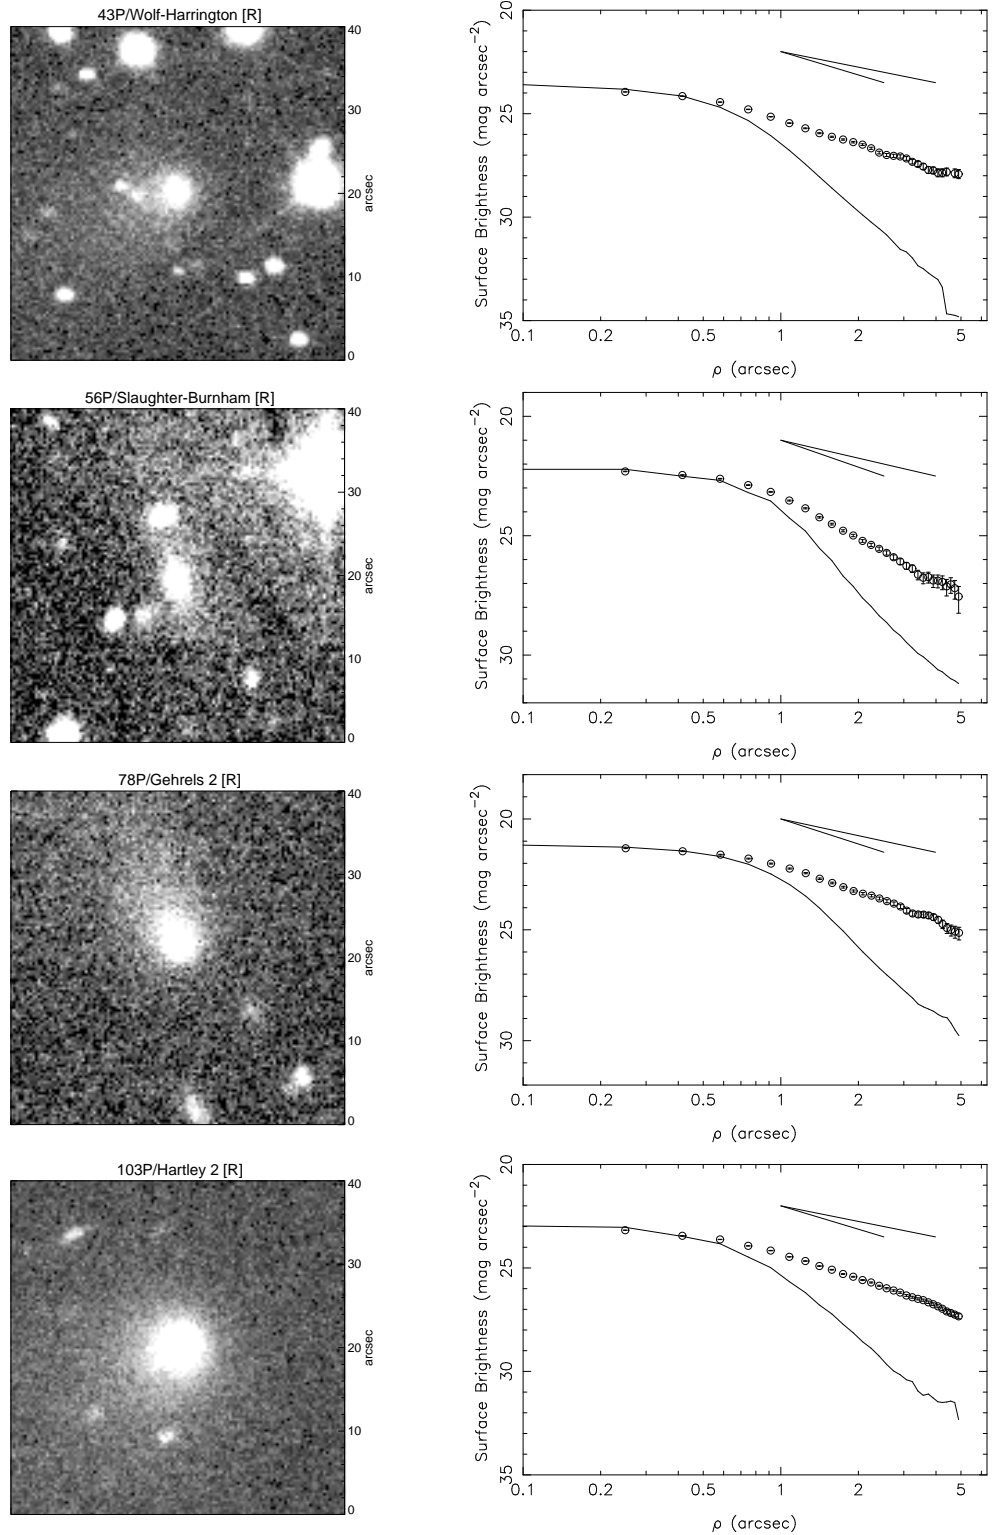 43P/Wolf-Harrington [R]
40
30
20
10
0
arcsec
20
25
30
35
Surface Brightness (mag arcsec−2)
0.1 0.2 0.5 1 2 5
ρ (arcsec)
56P/Slaughter-Burnham [R]
40
30
20
10
0
arcsec
20
25
30
Surface Brightness (mag arcsec−2)
0.1 0.2 0.5 1 2 5
ρ (arcsec)
78P/Gehrels 2 [R]
40
30
20
10
0
arcsec
20
25
30
Surface Brightness (mag arcsec−2)
0.1 0.2 0.5 1 2 5
ρ (arcsec)
103P/Hartley 2 [R]
40
30
20
10
0
arcsec
20
25
30
35
Surface Brightness (mag arcsec−2)
0.1 0.2 0.5 1 2 5
ρ (arcsec)